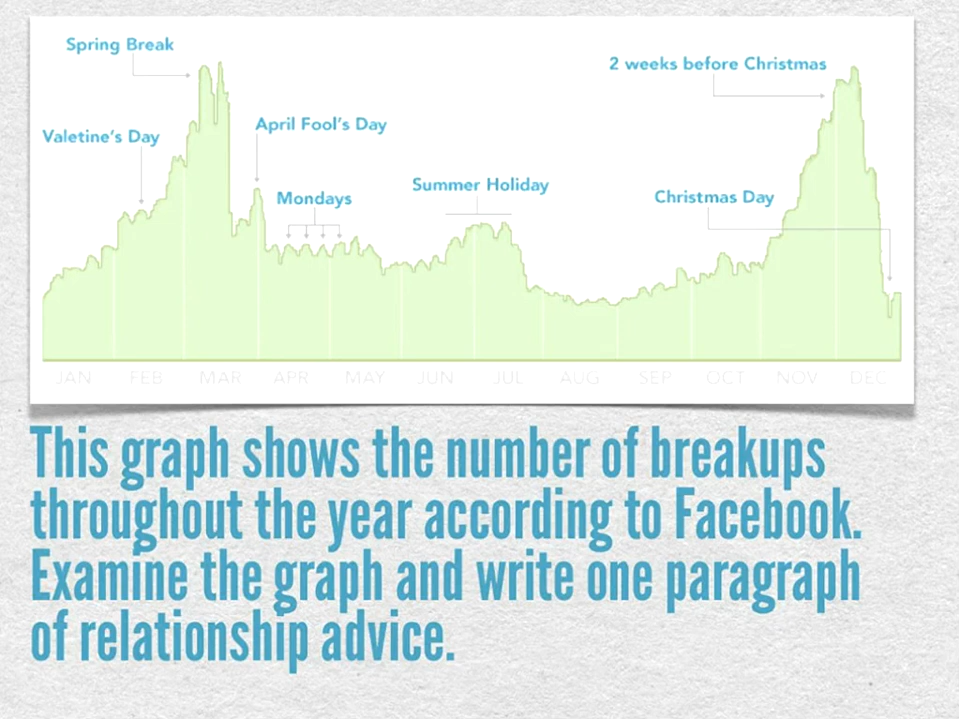 Spring Break
2 weeks before Christmas
Valetine's Day
April Fool's Day
Mondays
Summer Holiday
Christmas Day
JAN FEB MAR APR MAY JUN JUL AUG SEP OCT NOV DEC
This graph shows the number of breakups
throughout the year according to Facebook.
Examine the graph and write one paragraph
of relationship advice.